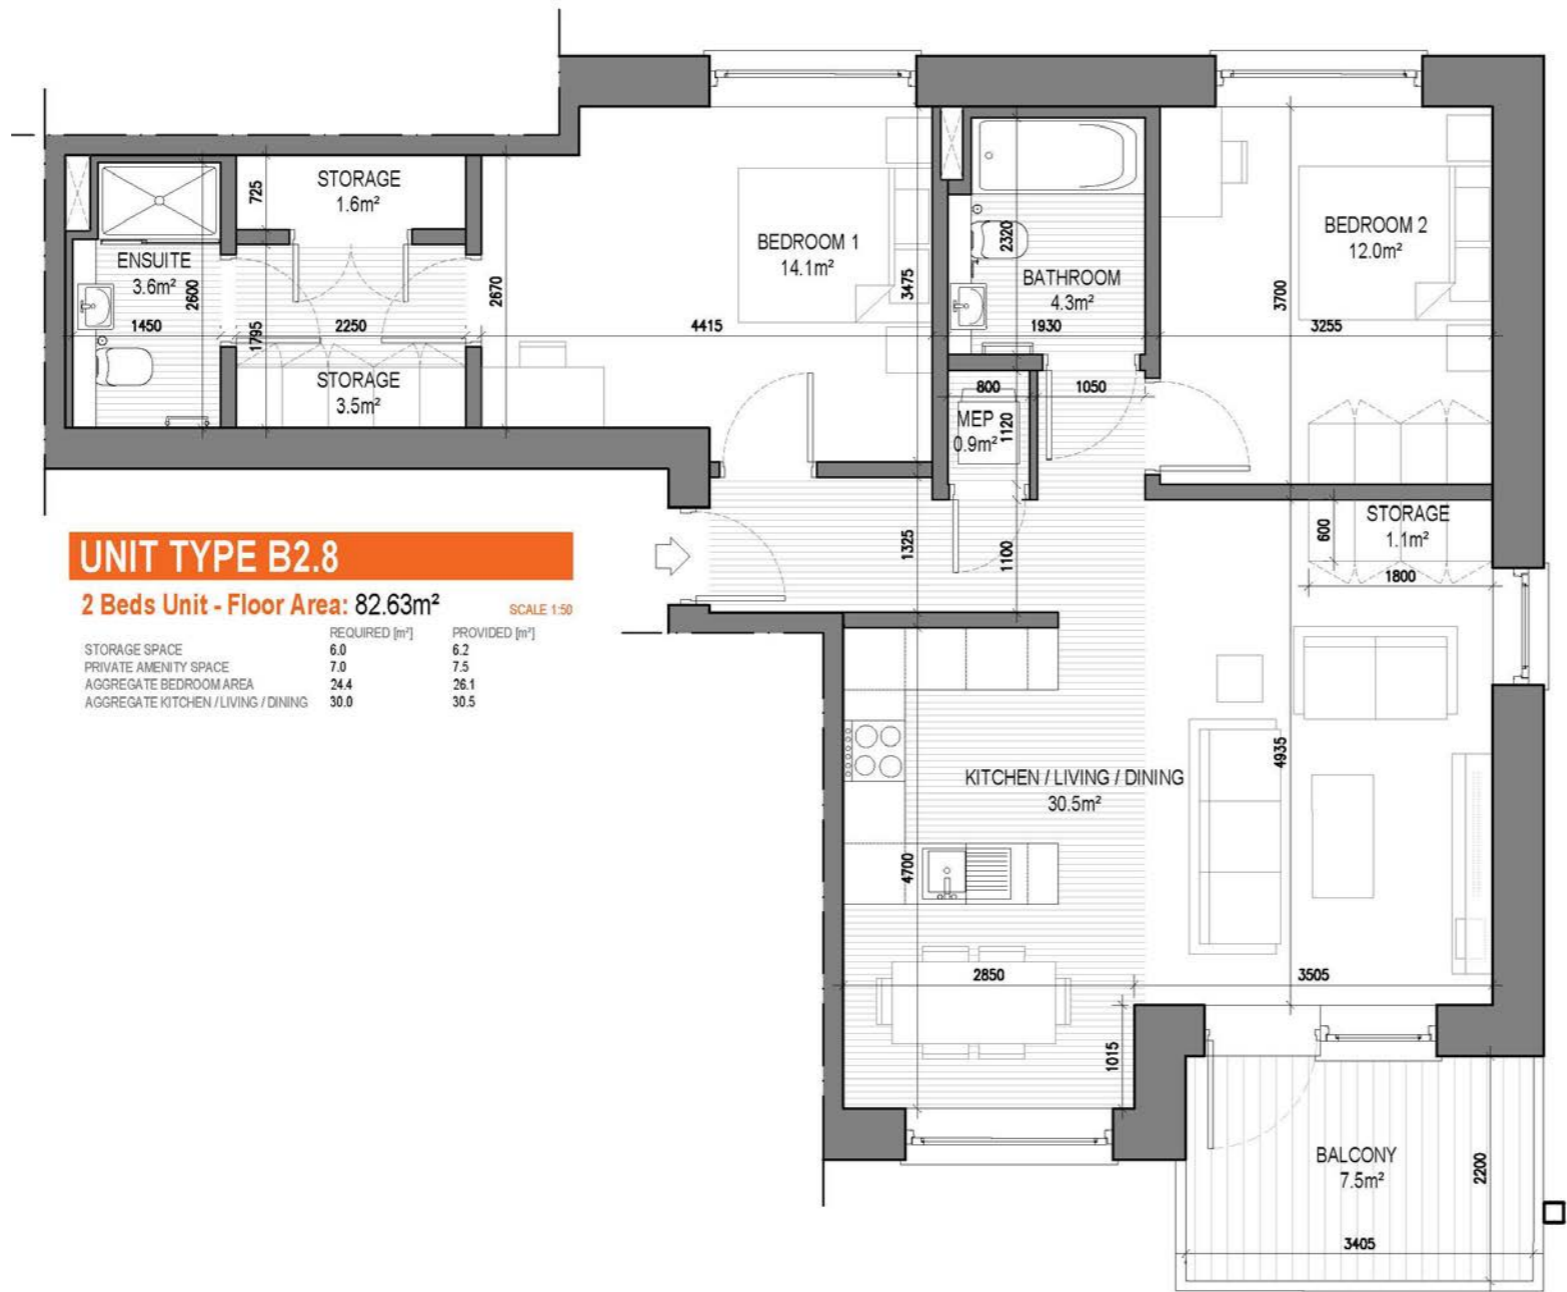 STORAGE
1.6m²
725
ENSUITE
3.6m²
2600
1450
1795
2250
2670
STORAGE
3.5m²
BEDROOM 1
14.1m²
3475
4415
2320
BATHROOM
4.3m²
1930
BEDROOM 2
12.0m²
3700
3255
800
1050
MEP
0.9m²
1120
1325
1100
STORAGE
1.1m²
600
1800
UNIT TYPE B2.8
2 Beds Unit - Floor Area: 82.63m² SCALE 1:50
REQUIRED [m²] PROVIDED [m²]
STORAGE SPACE 6.0 6.2
PRIVATE AMENITY SPACE 7.0 7.5
AGGREGATE BEDROOM AREA 24.4 26.1
AGGREGATE KITCHEN / LIVING / DINING 30.0 30.5
KITCHEN / LIVING / DINING
30.5m²
4935
4700
2850
3505
1015
BALCONY
7.5m²
2200
3405